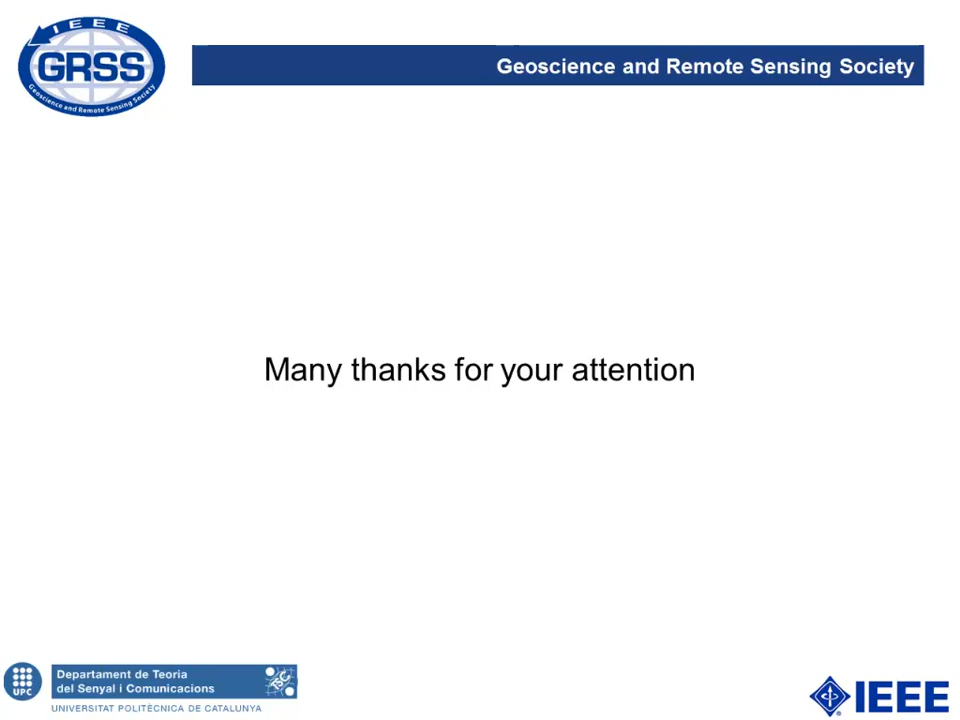 IEEE
GRSS
Geoscience and Remote Sensing Society
Geoscience and Remote Sensing Society
Many thanks for your attention
UPC
Departament de Teoria
del Senyal i Comunicacions
TSC
UNIVERSITAT POLITÈCNICA DE CATALUNYA
IEEE